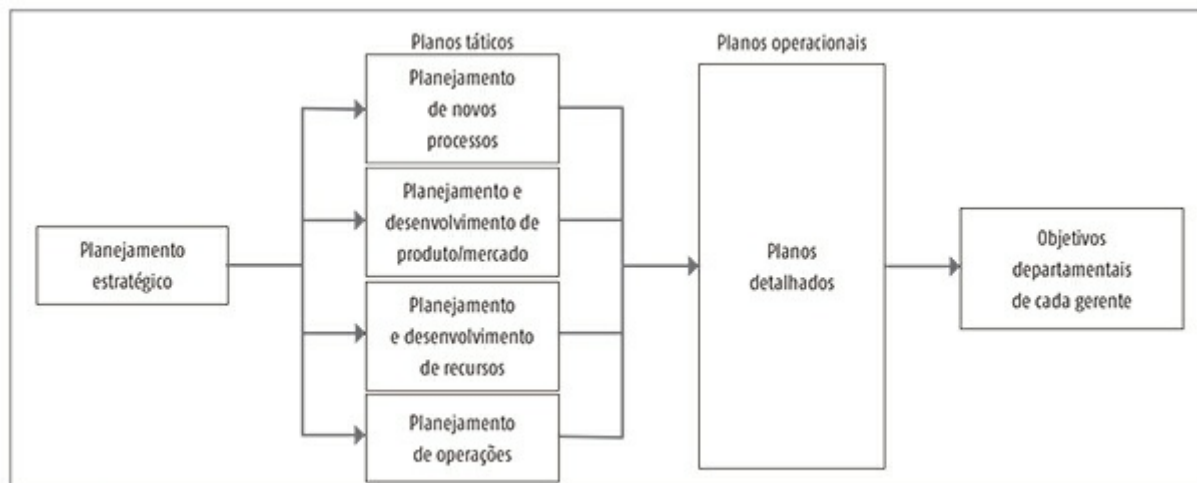 Planejamento
estratégico
Planos táticos
Planejamento
de novos
processos
Planejamento e
desenvolvimento de
produto/mercado
Planejamento
e desenvolvimento
de recursos
Planejamento
de operações
Planos operacionais
Planos
detalhados
Objetivos
departamentais
de cada gerente